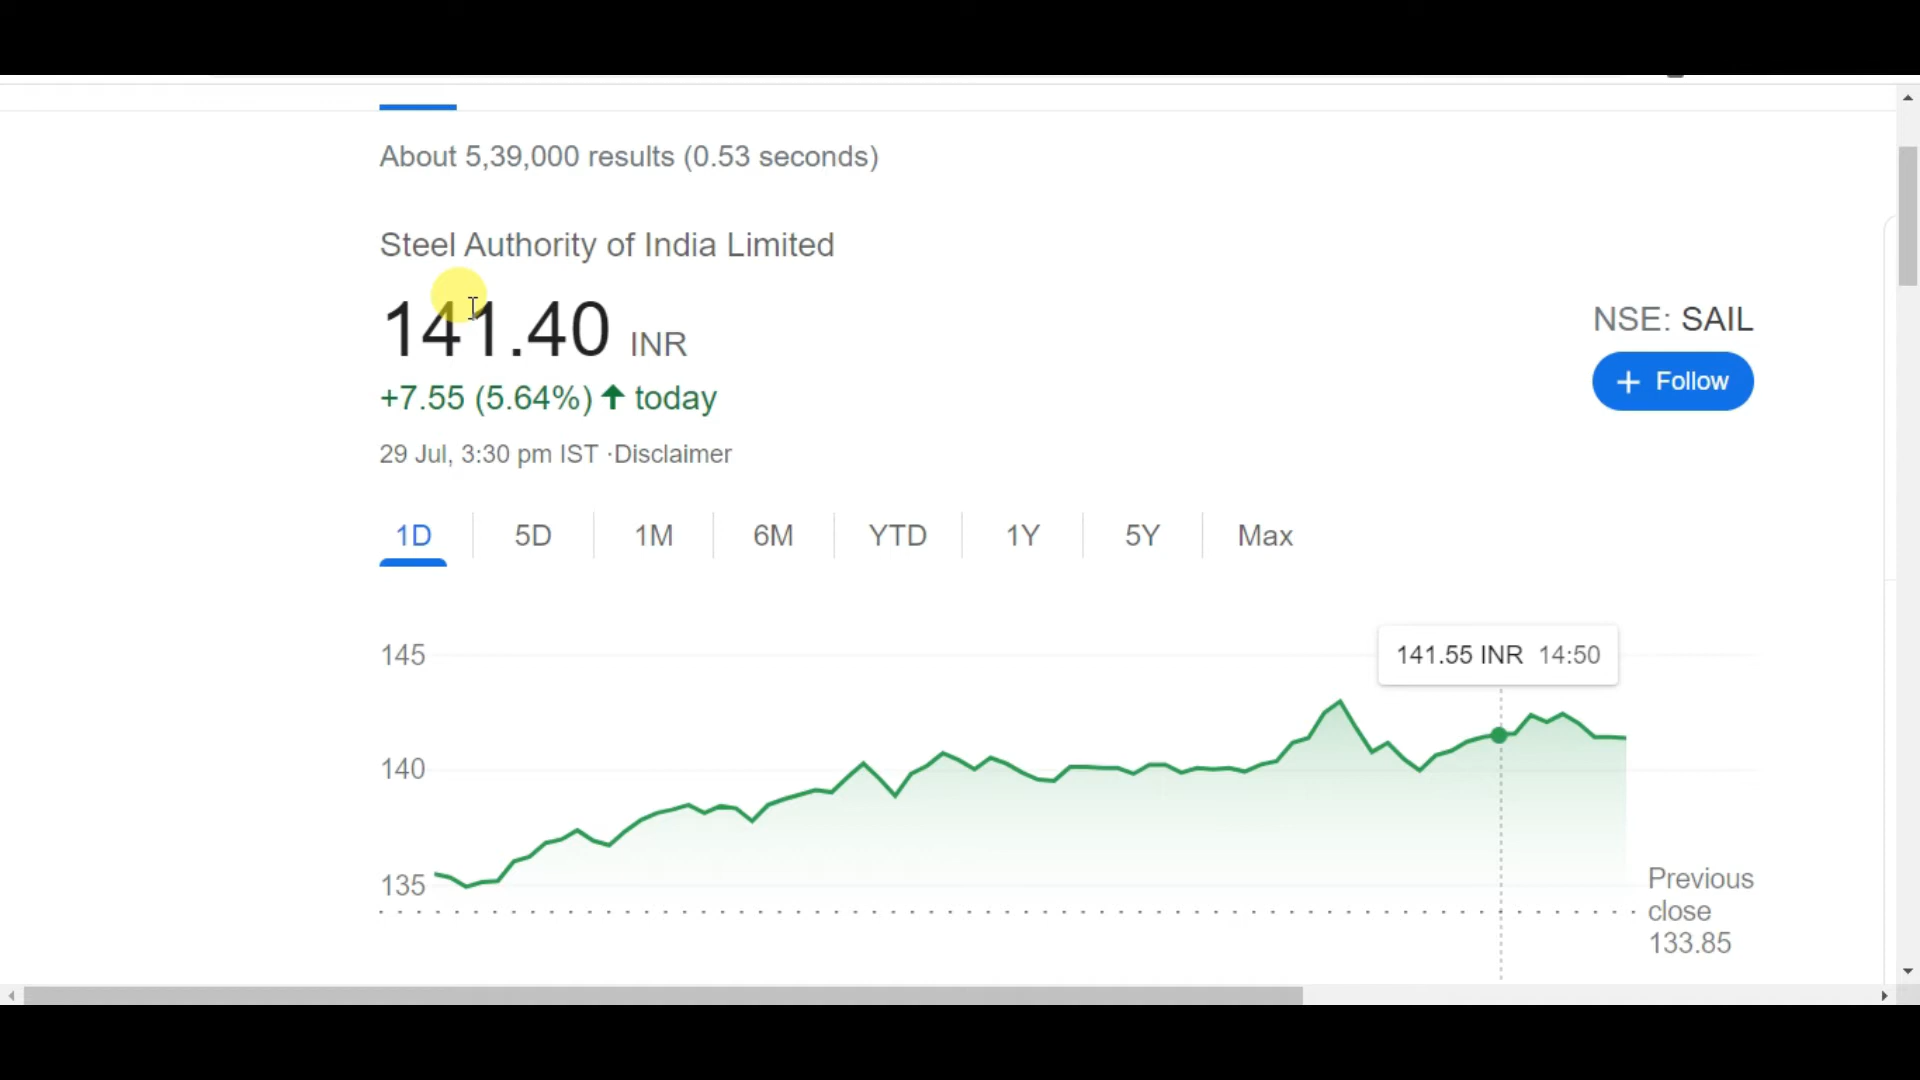 About 5,39,000 results (0.53 seconds)
Steel Authority of India Limited
141.40 INR
NSE: SAIL
+7.55 (5.64%) ↑ today
+ Follow
29 Jul, 3:30 pm IST ·Disclaimer
1D 5D 1M 6M YTD 1Y 5Y Max
145
141.55 INR 14:50
140
135
Previous
close
133.85